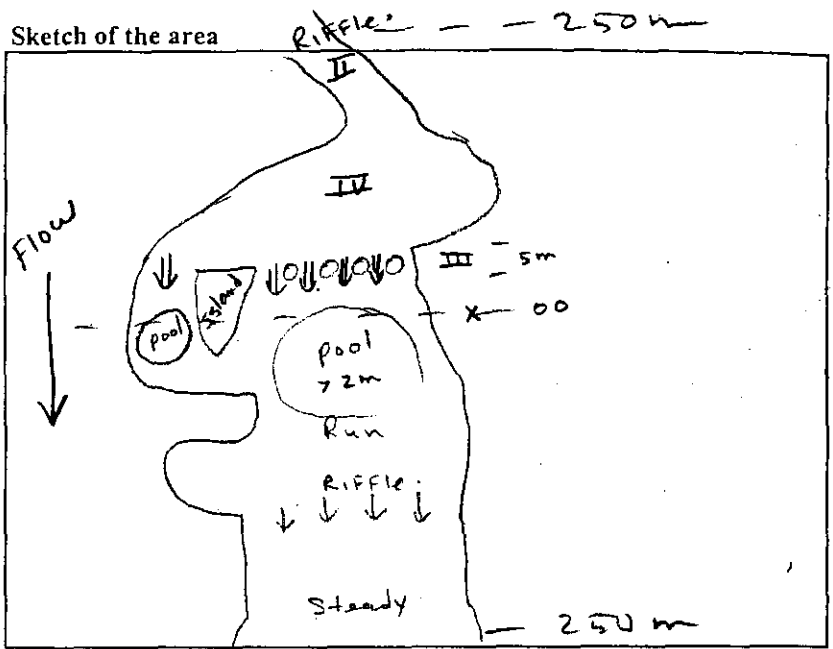 Sketch of the area
Riffle. — — — 250 m
II
IV
Flow
III
5m
Island
X — 00
pool
pool
> 2m
Run
Riffle.
Steady
— 250 m